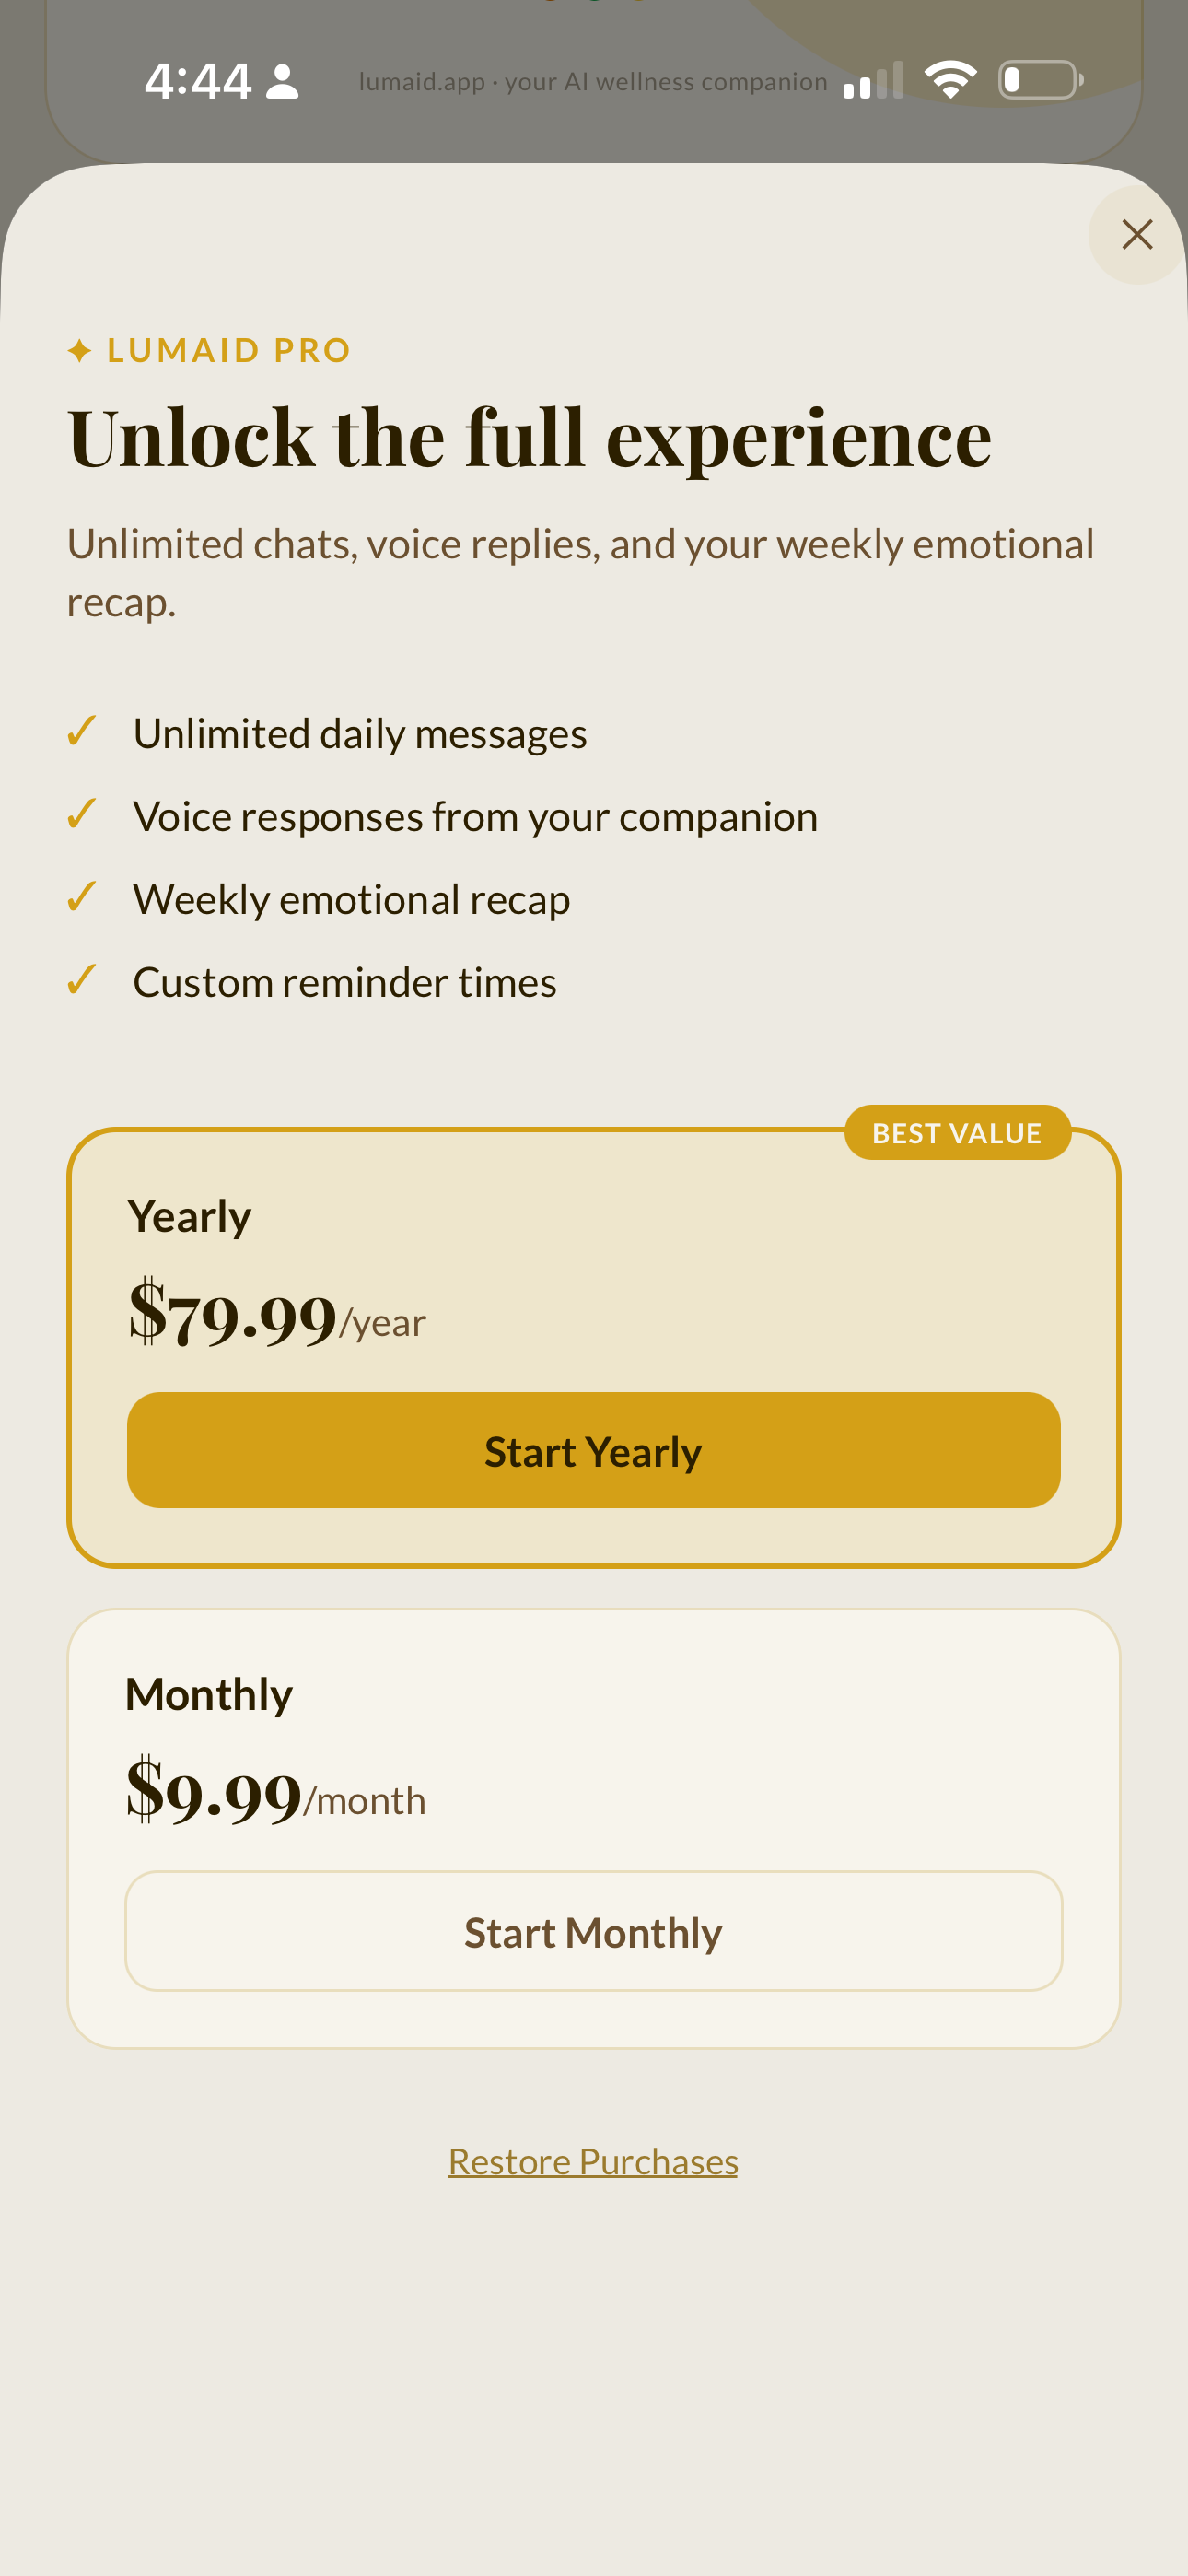 4:44
lumaid.app · your AI wellness companion
✦ LUMAID PRO
Unlock the full experience
Unlimited chats, voice replies, and your weekly emotional
recap.
✓ Unlimited daily messages
✓ Voice responses from your companion
✓ Weekly emotional recap
✓ Custom reminder times
BEST VALUE
Yearly
$79.99/year
Start Yearly
Monthly
$9.99/month
Start Monthly
Restore Purchases